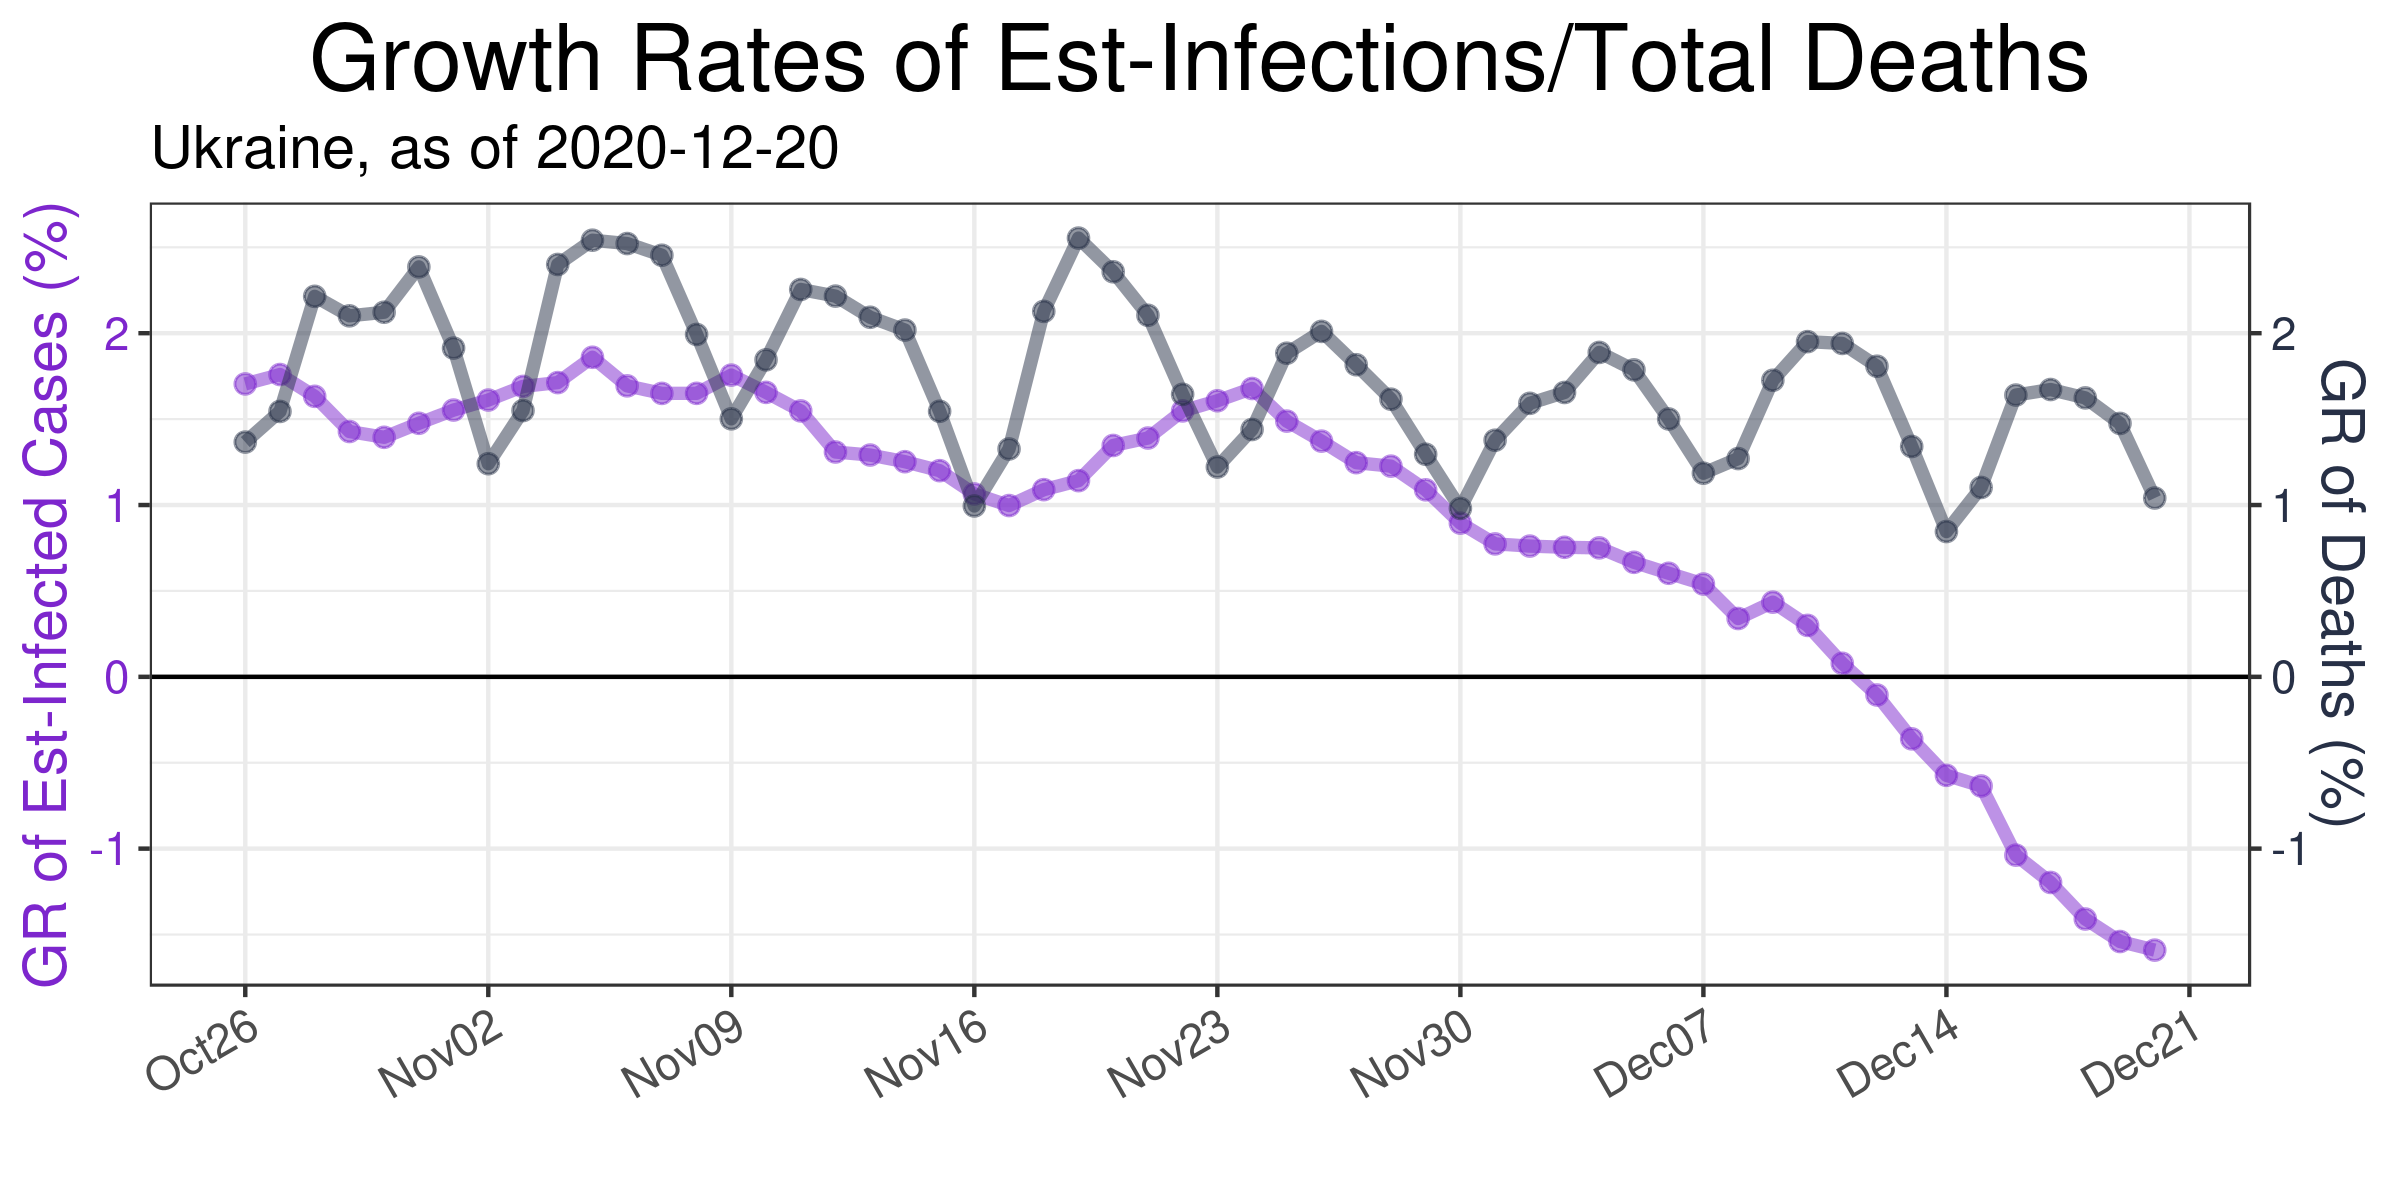 Growth Rates of Est-Infections/Total Deaths
Ukraine, as of 2020-12-20
GR of Est-Infected Cases (%)
2
1
0
-1
2
1
0
-1
GR of Deaths (%)
Oct26
Nov02
Nov09
Nov16
Nov23
Nov30
Dec07
Dec14
Dec21